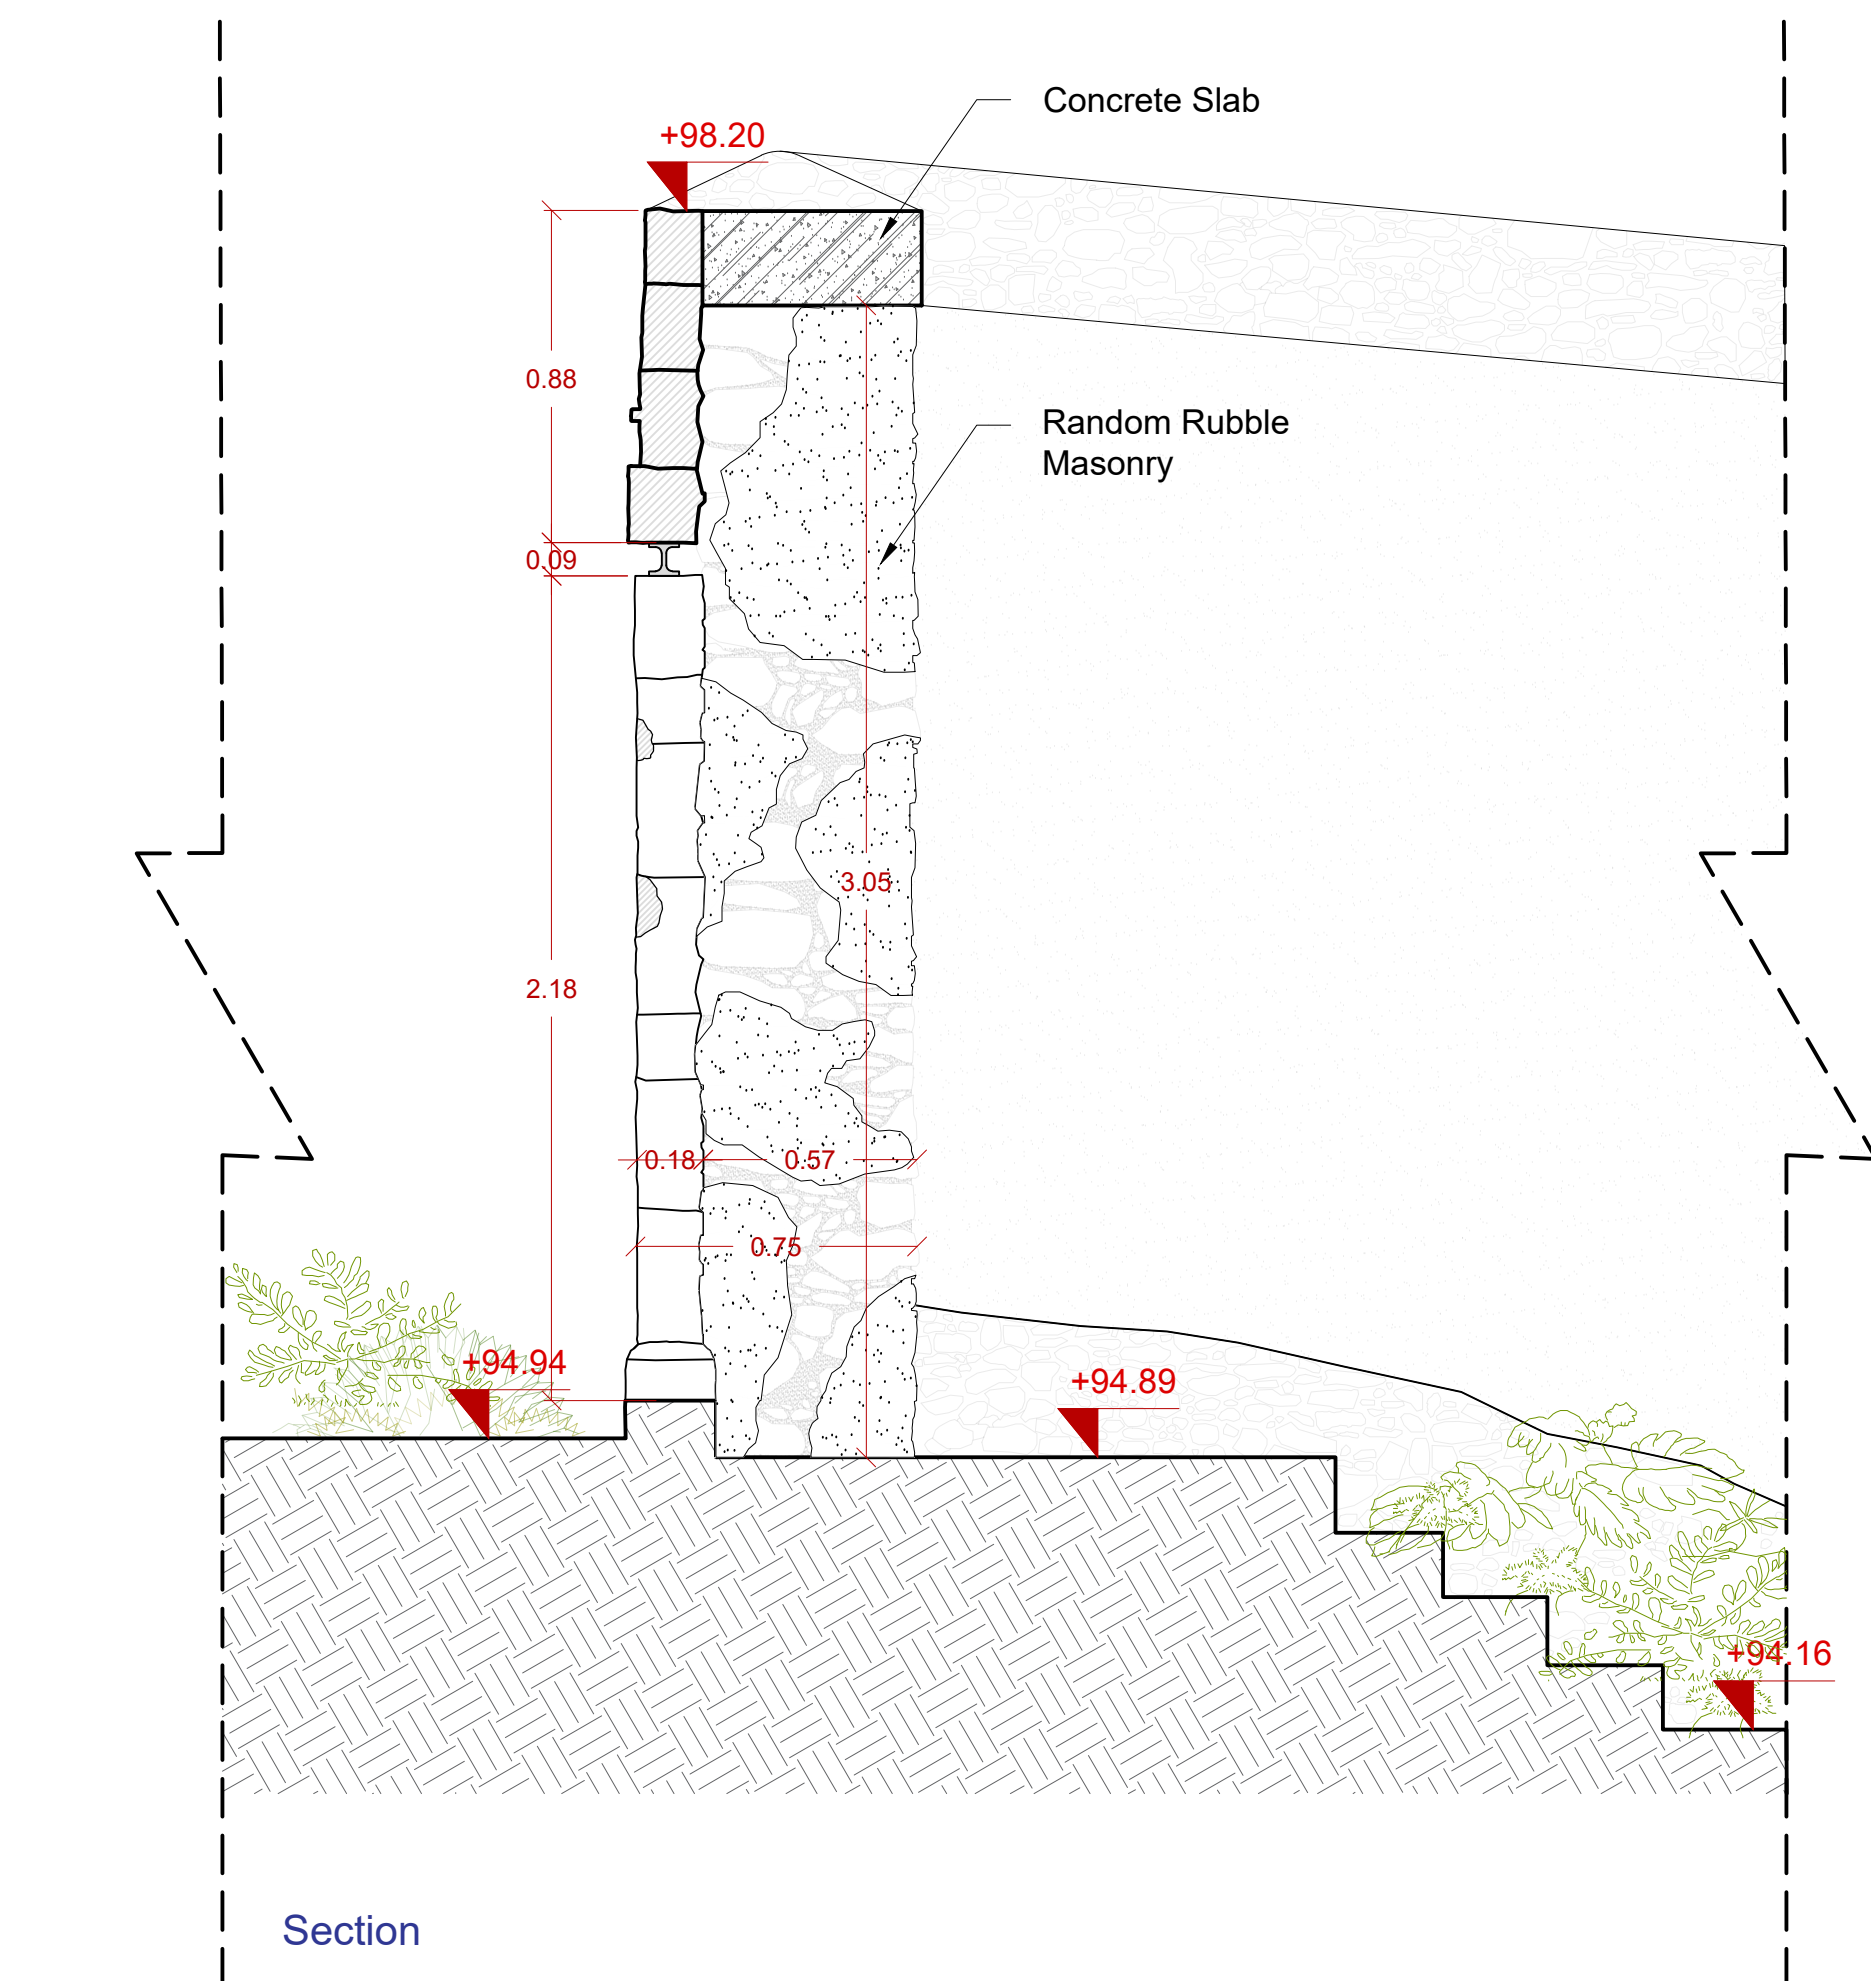 Concrete Slab
+98.20
0.88
Random Rubble
Masonry
0.09
3.05
2.18
0.18
0.57
0.75
+94.94
+94.89
+94.16
Section